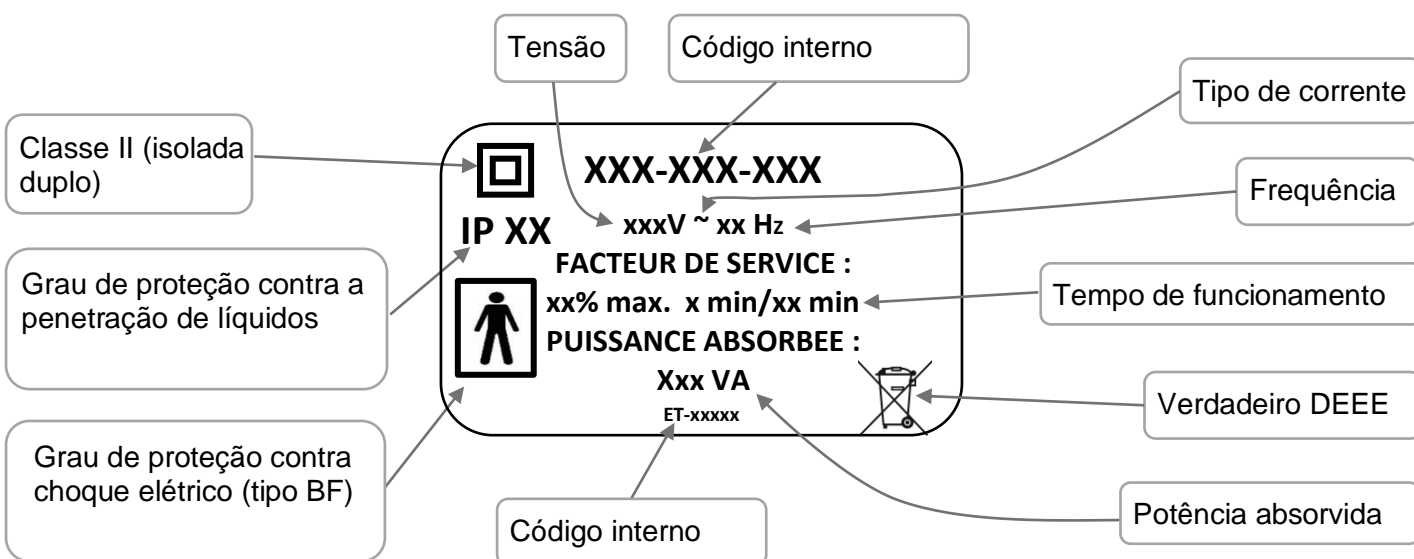 Tensão
Código interno
Tipo de corrente
Classe II (isolada
duplo)
XXX-XXX-XXX
Frequência
xxxV ~ xx Hz
IP XX
FACTEUR DE SERVICE :
Grau de proteção contra a
penetração de líquidos
xx% max. x min/xx min
Tempo de funcionamento
PUISSANCE ABSORBEE :
Xxx VA
Verdadeiro DEEE
ET-xxxxx
Grau de proteção contra
choque elétrico (tipo BF)
Código interno
Potência absorvida